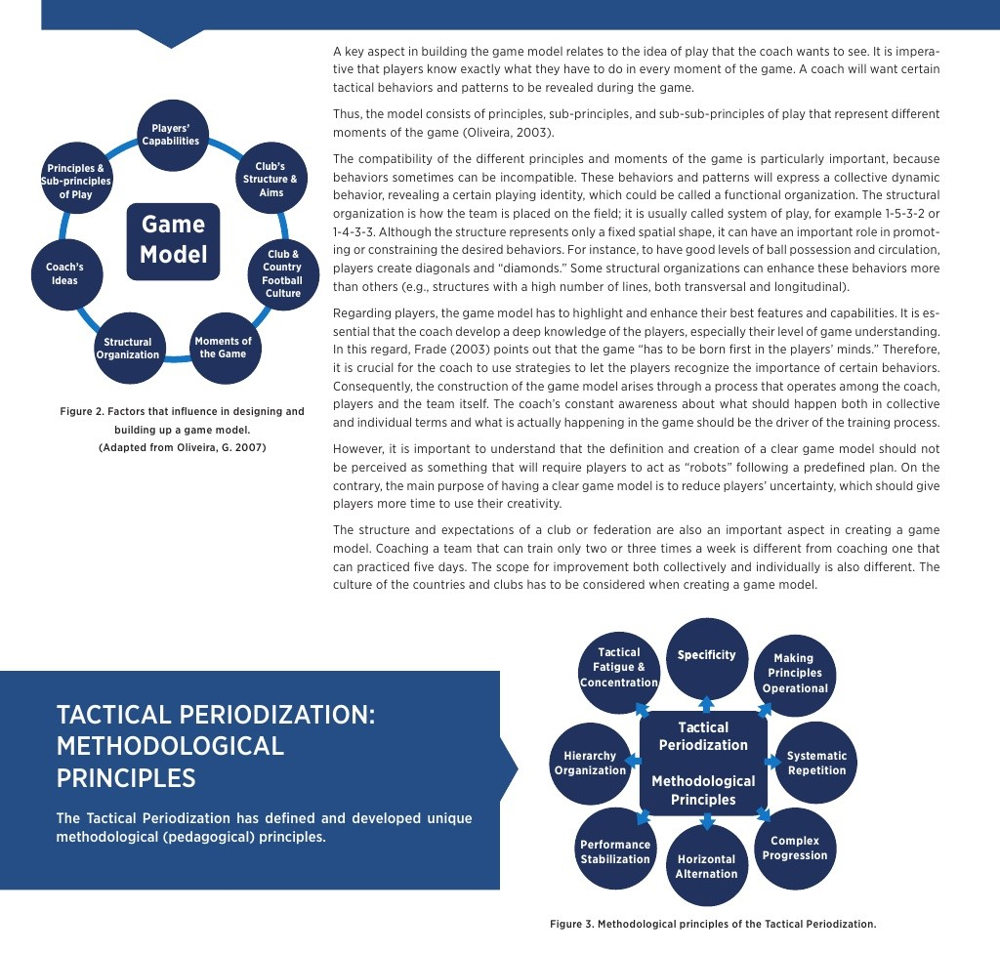 A key aspect in building the game model relates to the idea of play that the coach wants to see. It is impera-
tive that players know exactly what they have to do in every moment of the game. A coach will want certain
tactical behaviors and patterns to be revealed during the game.
Thus, the model consists of principles, sub-principles, and sub-sub-principles of play that represent different
moments of the game (Oliveira, 2003).
The compatibility of the different principles and moments of the game is particularly important, because
behaviors sometimes can be incompatible. These behaviors and patterns will express a collective dynamic
behavior, revealing a certain playing identity, which could be called a functional organization. The structural
organization is how the team is placed on the field; it is usually called system of play, for example 1-5-3-2 or
1-4-3-3. Although the structure represents only a fixed spatial shape, it can have an important role in promot-
ing or constraining the desired behaviors. For instance, to have good levels of ball possession and circulation,
players create diagonals and “diamonds.” Some structural organizations can enhance these behaviors more
than others (e.g., structures with a high number of lines, both transversal and longitudinal).
Regarding players, the game model has to highlight and enhance their best features and capabilities. It is es-
sential that the coach develop a deep knowledge of the players, especially their level of game understanding.
In this regard, Frade (2003) points out that the game “has to be born first in the players’ minds.” Therefore,
it is crucial for the coach to use strategies to let the players recognize the importance of certain behaviors.
Consequently, the construction of the game model arises through a process that operates among the coach,
players and the team itself. The coach’s constant awareness about what should happen both in collective
and individual terms and what is actually happening in the game should be the driver of the training process.
However, it is important to understand that the definition and creation of a clear game model should not
be perceived as something that will require players to act as “robots” following a predefined plan. On the
contrary, the main purpose of having a clear game model is to reduce players’ uncertainty, which should give
players more time to use their creativity.
The structure and expectations of a club or federation are also an important aspect in creating a game
model. Coaching a team that can train only two or three times a week is different from coaching one that
can practiced five days. The scope for improvement both collectively and individually is also different. The
culture of the countries and clubs has to be considered when creating a game model.
Players’
Capabilities
Club’s
Structure &
Aims
Club &
Country
Football
Culture
Moments of
the Game
Structural
Organization
Coach’s
Ideas
Principles &
Sub-principles
of Play
Game
Model
Figure 2. Factors that influence in designing and
building up a game model.
(Adapted from Oliveira, G. 2007)
TACTICAL PERIODIZATION:
METHODOLOGICAL
PRINCIPLES
The Tactical Periodization has defined and developed unique
methodological (pedagogical) principles.
Specificity
Making
Principles
Operational
Systematic
Repetition
Complex
Progression
Horizontal
Alternation
Performance
Stabilization
Hierarchy
Organization
Tactical
Fatigue &
Concentration
Tactical
Periodization
Methodological
Principles
Figure 3. Methodological principles of the Tactical Periodization.